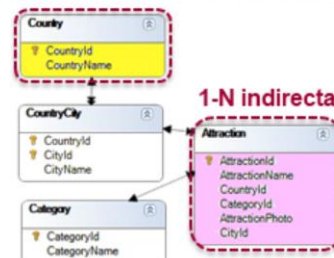 Country
CountryId
CountryName
1-N indirecta
CountryCity
CountryId
CityId
CityName
Attraction
AttractionId
AttractionName
CountryId
CategoryId
AttractionPhoto
CityId
Category
CategoryId
CategoryName